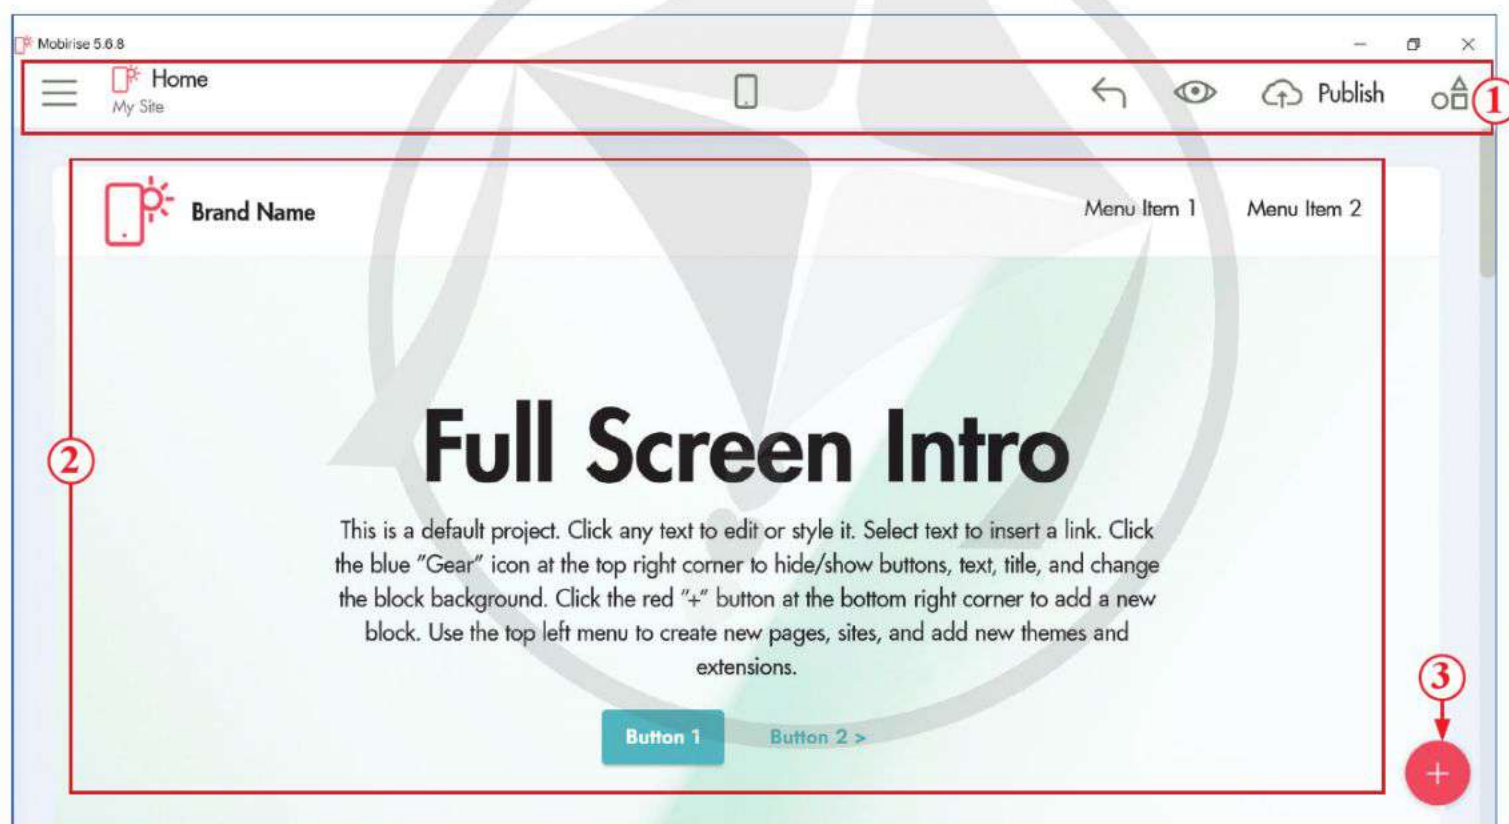 Mobirise 5.6.8
Home
My Site
Publish
1
Brand Name
Menu Item 1
Menu Item 2
2
Full Screen Intro
This is a default project. Click any text to edit or style it. Select text to insert a link. Click
the blue "Gear" icon at the top right corner to hide/show buttons, text, title, and change
the block background. Click the red "+" button at the bottom right corner to add a new
block. Use the top left menu to create new pages, sites, and add new themes and
extensions.
3
Button 1
Button 2 >
+